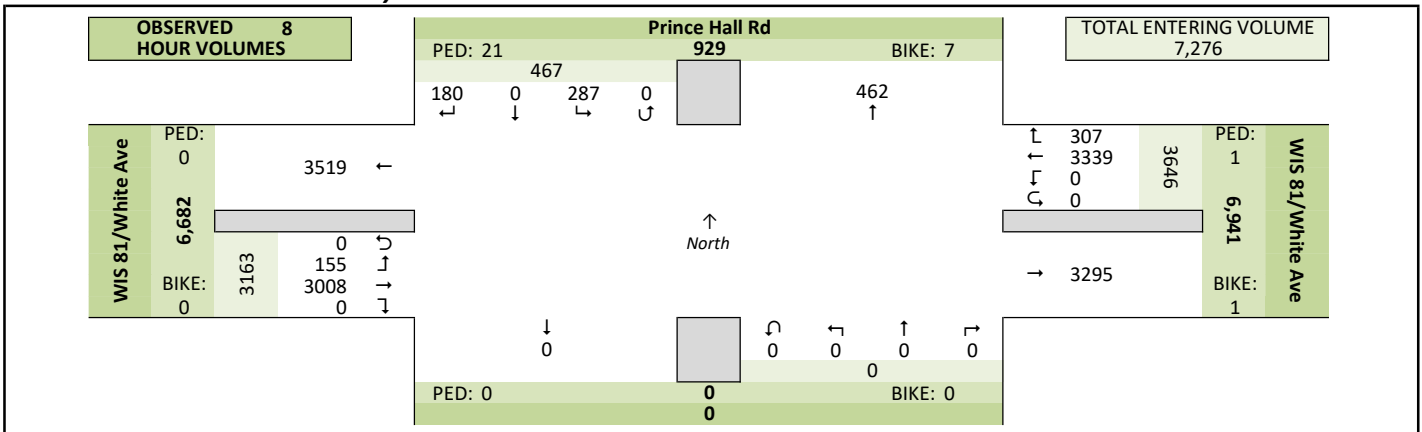 OBSERVED 8
HOUR VOLUMES
Prince Hall Rd
TOTAL ENTERING VOLUME
7,276
PED: 21 929 BIKE: 7
467
180 0 287 0
↵ ↓ ↳ ↺
462
↑
WIS 81/White Ave
PED:
0
6,682
BIKE:
0
3519 ←
3163
0 ⮌
155 ↰
3008 →
0 ↴
↑
North
↰ 307
← 3339
↲ 0
⮎ 0
3646
PED:
1
6,941
BIKE:
1
WIS 81/White Ave
→ 3295
↓
0
↶ ↰ ↑ ↱
0 0 0 0
0
PED: 0 0 BIKE: 0
0